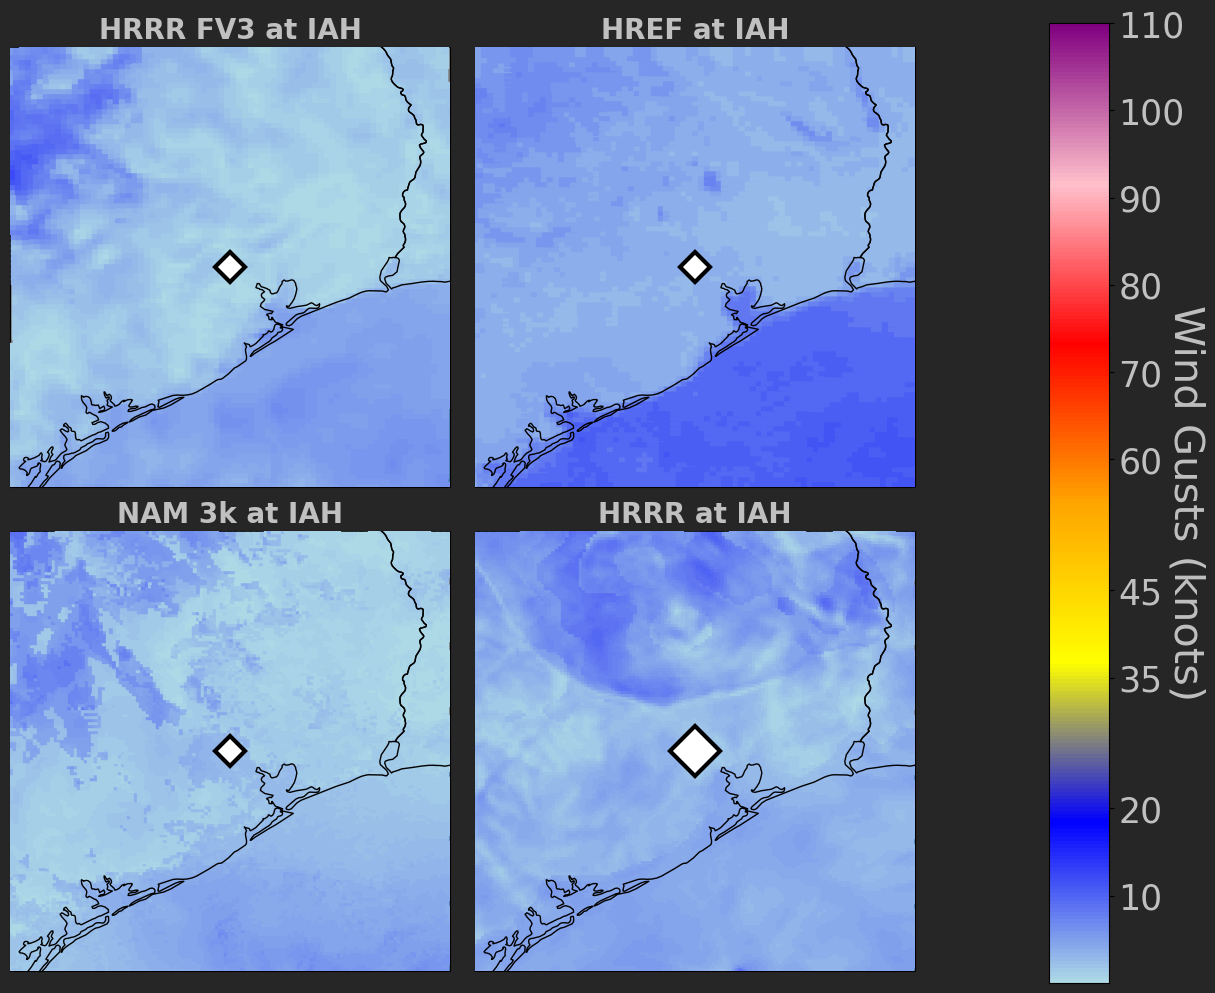 HRRR FV3 at IAH
HREF at IAH
NAM 3k at IAH
HRRR at IAH
110
100
90
80
70
60
45
35
20
10
Wind Gusts (knots)